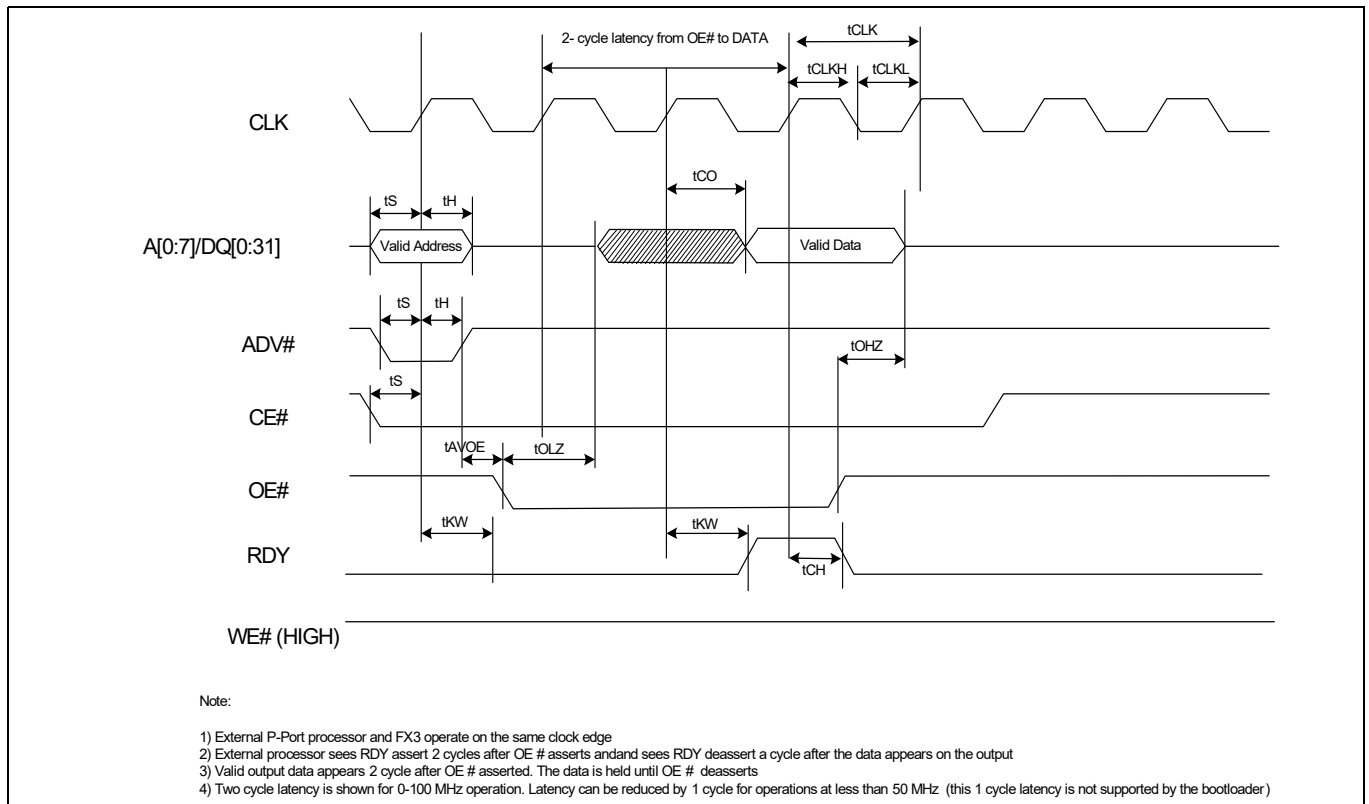 2- cycle latency from OE# to DATA
tCLK
tCLKH
tCLKL
CLK
tCO
tS
tH
A[0:7]/DQ[0:31]
Valid Address
Valid Data
tS
tH
ADV#
tOHZ
tS
CE#
tAVOE
tOLZ
OE#
tKW
tKW
RDY
tCH
WE# (HIGH)
Note:
1) External P-Port processor and FX3 operate on the same clock edge
2) External processor sees RDY assert 2 cycles after OE # asserts andand sees RDY deassert a cycle after the data appears on the output
3) Valid output data appears 2 cycle after OE # asserted. The data is held until OE # deasserts
4) Two cycle latency is shown for 0-100 MHz operation. Latency can be reduced by 1 cycle for operations at less than 50 MHz (this 1 cycle latency is not supported by the bootloader)